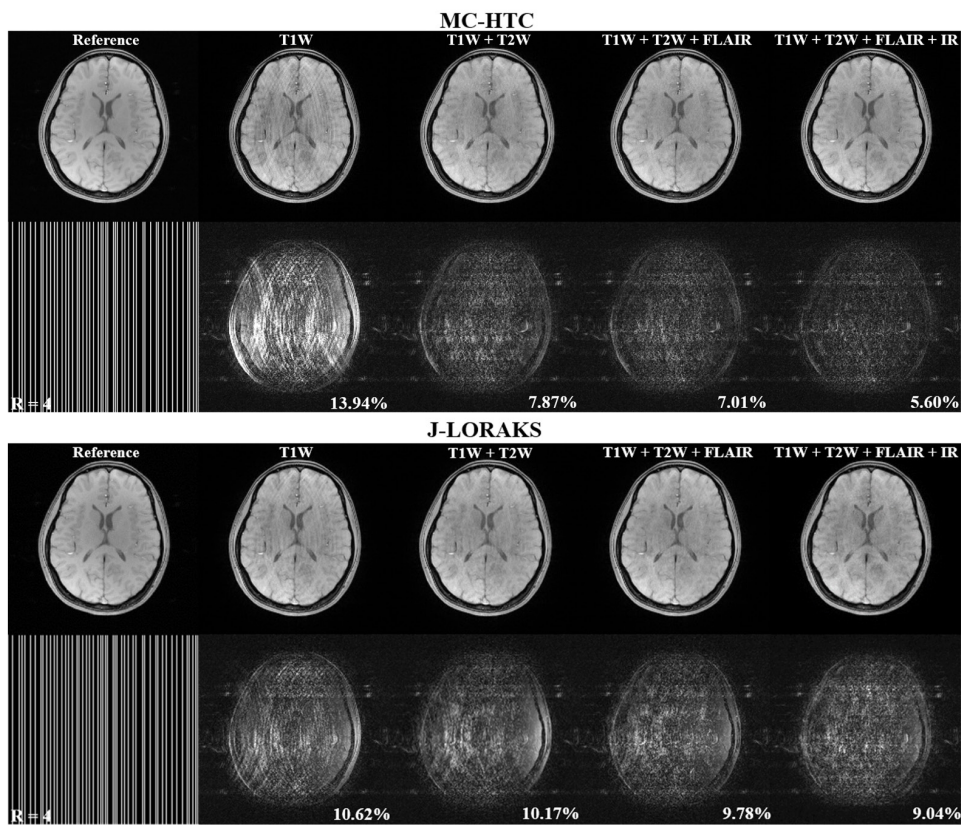 MC-HTC
Reference T1W T1W + T2W T1W + T2W + FLAIR T1W + T2W + FLAIR + IR
R = 4 13.94% 7.87% 7.01% 5.60%
J-LORAKS
Reference T1W T1W + T2W T1W + T2W + FLAIR T1W + T2W + FLAIR + IR
R = 4 10.62% 10.17% 9.78% 9.04%